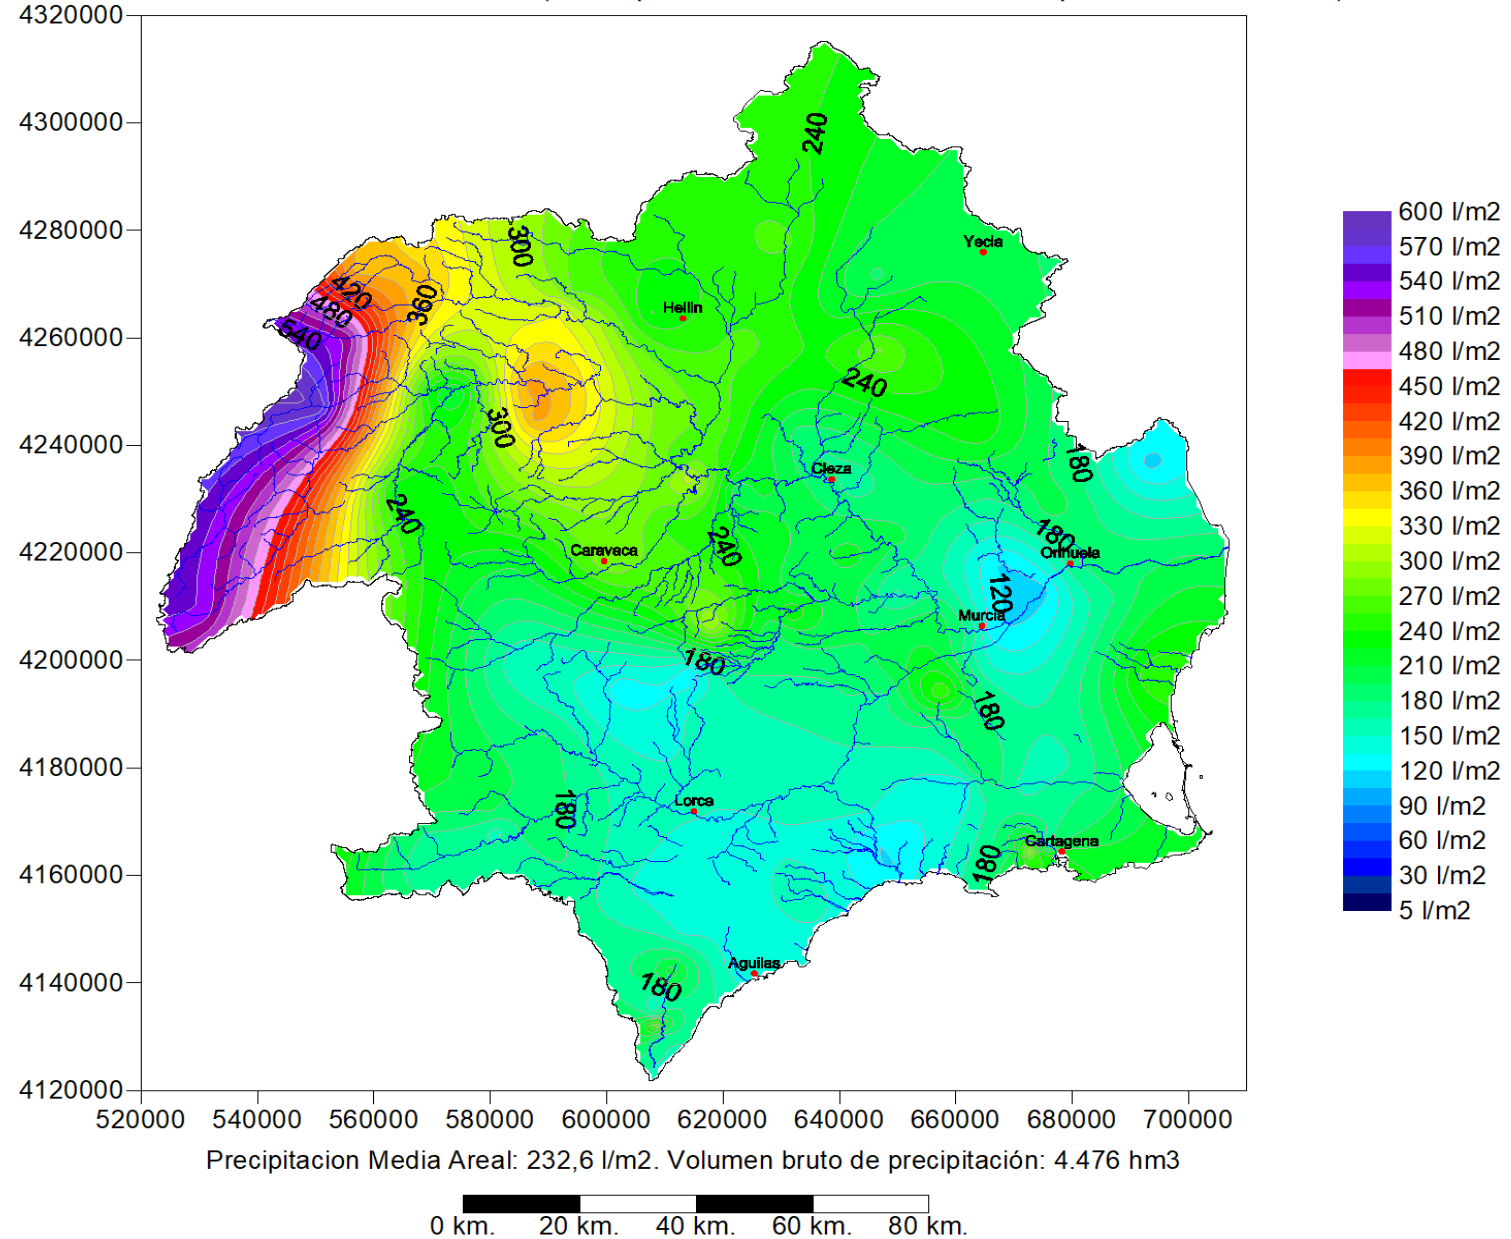 4320000
4300000
4280000
4260000
4240000
4220000
4200000
4180000
4160000
4140000
4120000
520000 540000 560000 580000 600000 620000 640000 660000 680000 700000
240
300
Yecla
420
480
540
360
Hellin
240
300
Cieza
180
240
180
Orihuela
240
Caravaca
120
Murcia
180
180
180
Lorca
Cartagena
180
Aguilas
180
600 l/m2
570 l/m2
540 l/m2
510 l/m2
480 l/m2
450 l/m2
420 l/m2
390 l/m2
360 l/m2
330 l/m2
300 l/m2
270 l/m2
240 l/m2
210 l/m2
180 l/m2
150 l/m2
120 l/m2
90 l/m2
60 l/m2
30 l/m2
5 l/m2
Precipitacion Media Areal: 232,6 l/m2. Volumen bruto de precipitación: 4.476 hm3
0 km. 20 km. 40 km. 60 km. 80 km.